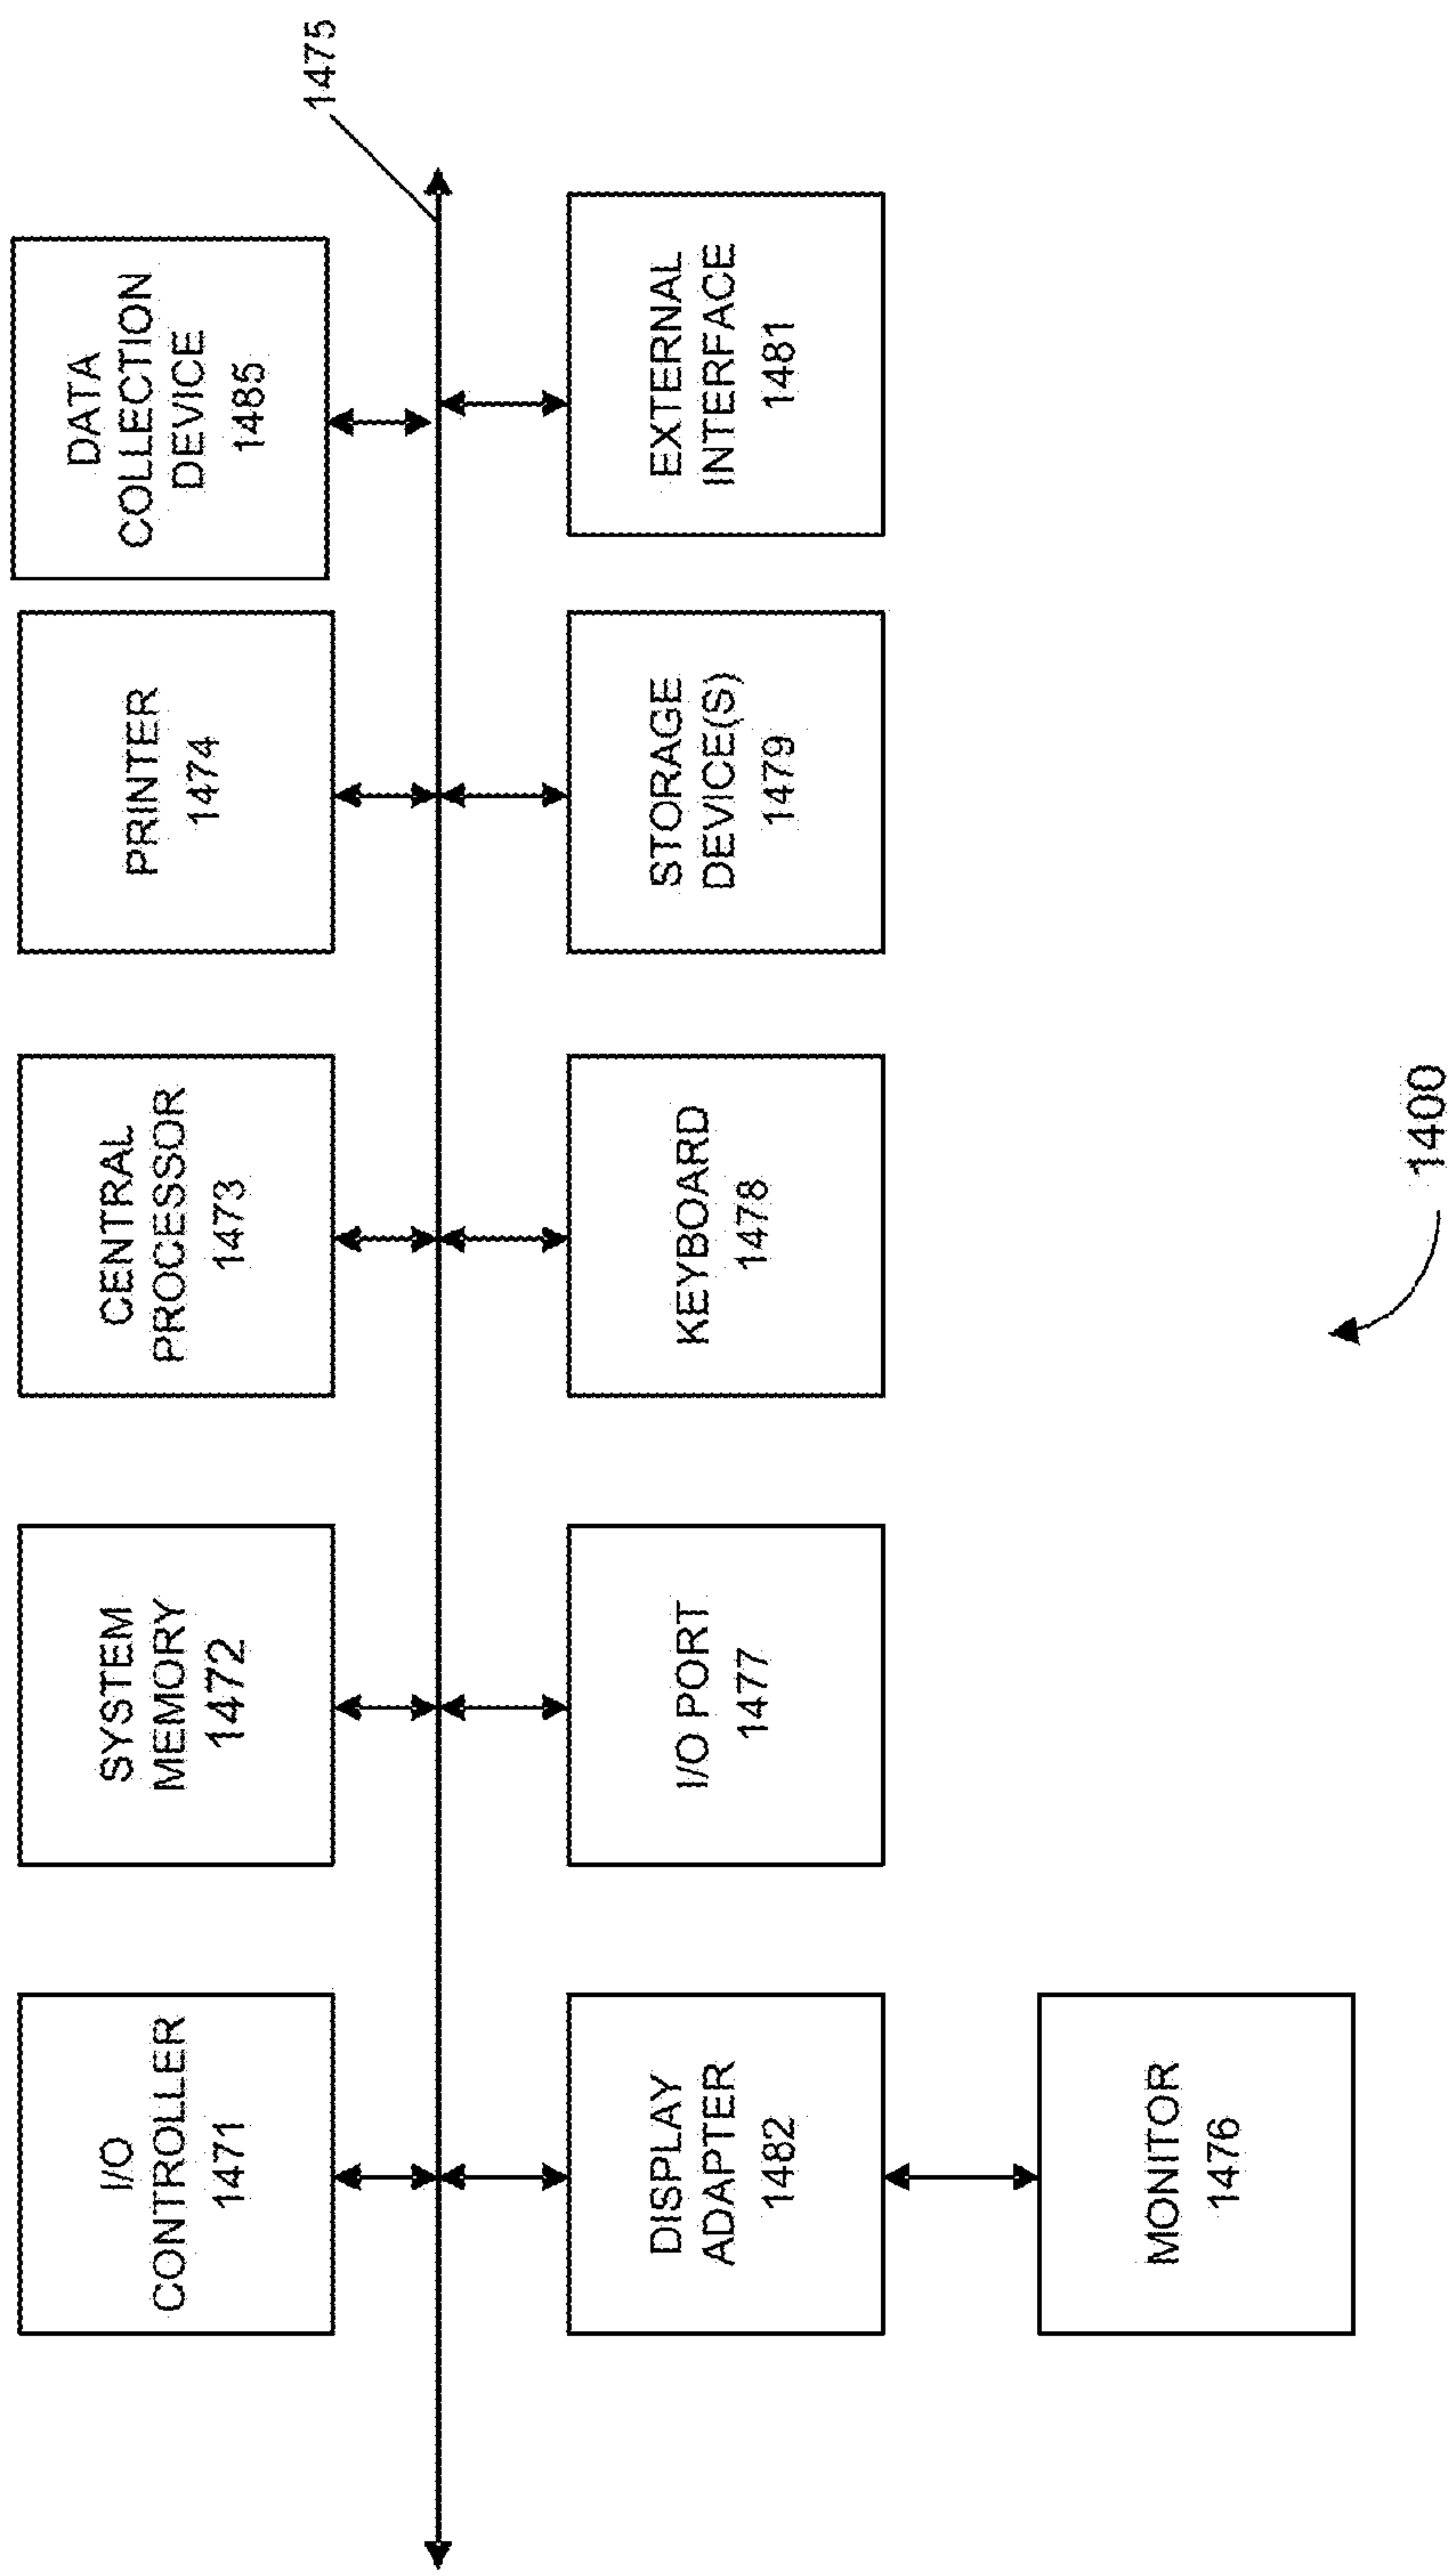 1475
I/O
CONTROLLER
1471
SYSTEM
MEMORY
1472
CENTRAL
PROCESSOR
1473
PRINTER
1474
DATA
COLLECTION
DEVICE
1485
DISPLAY
ADAPTER
1482
I/O PORT
1477
KEYBOARD
1478
STORAGE
DEVICE(S)
1479
EXTERNAL
INTERFACE
1481
MONITOR
1476
1400